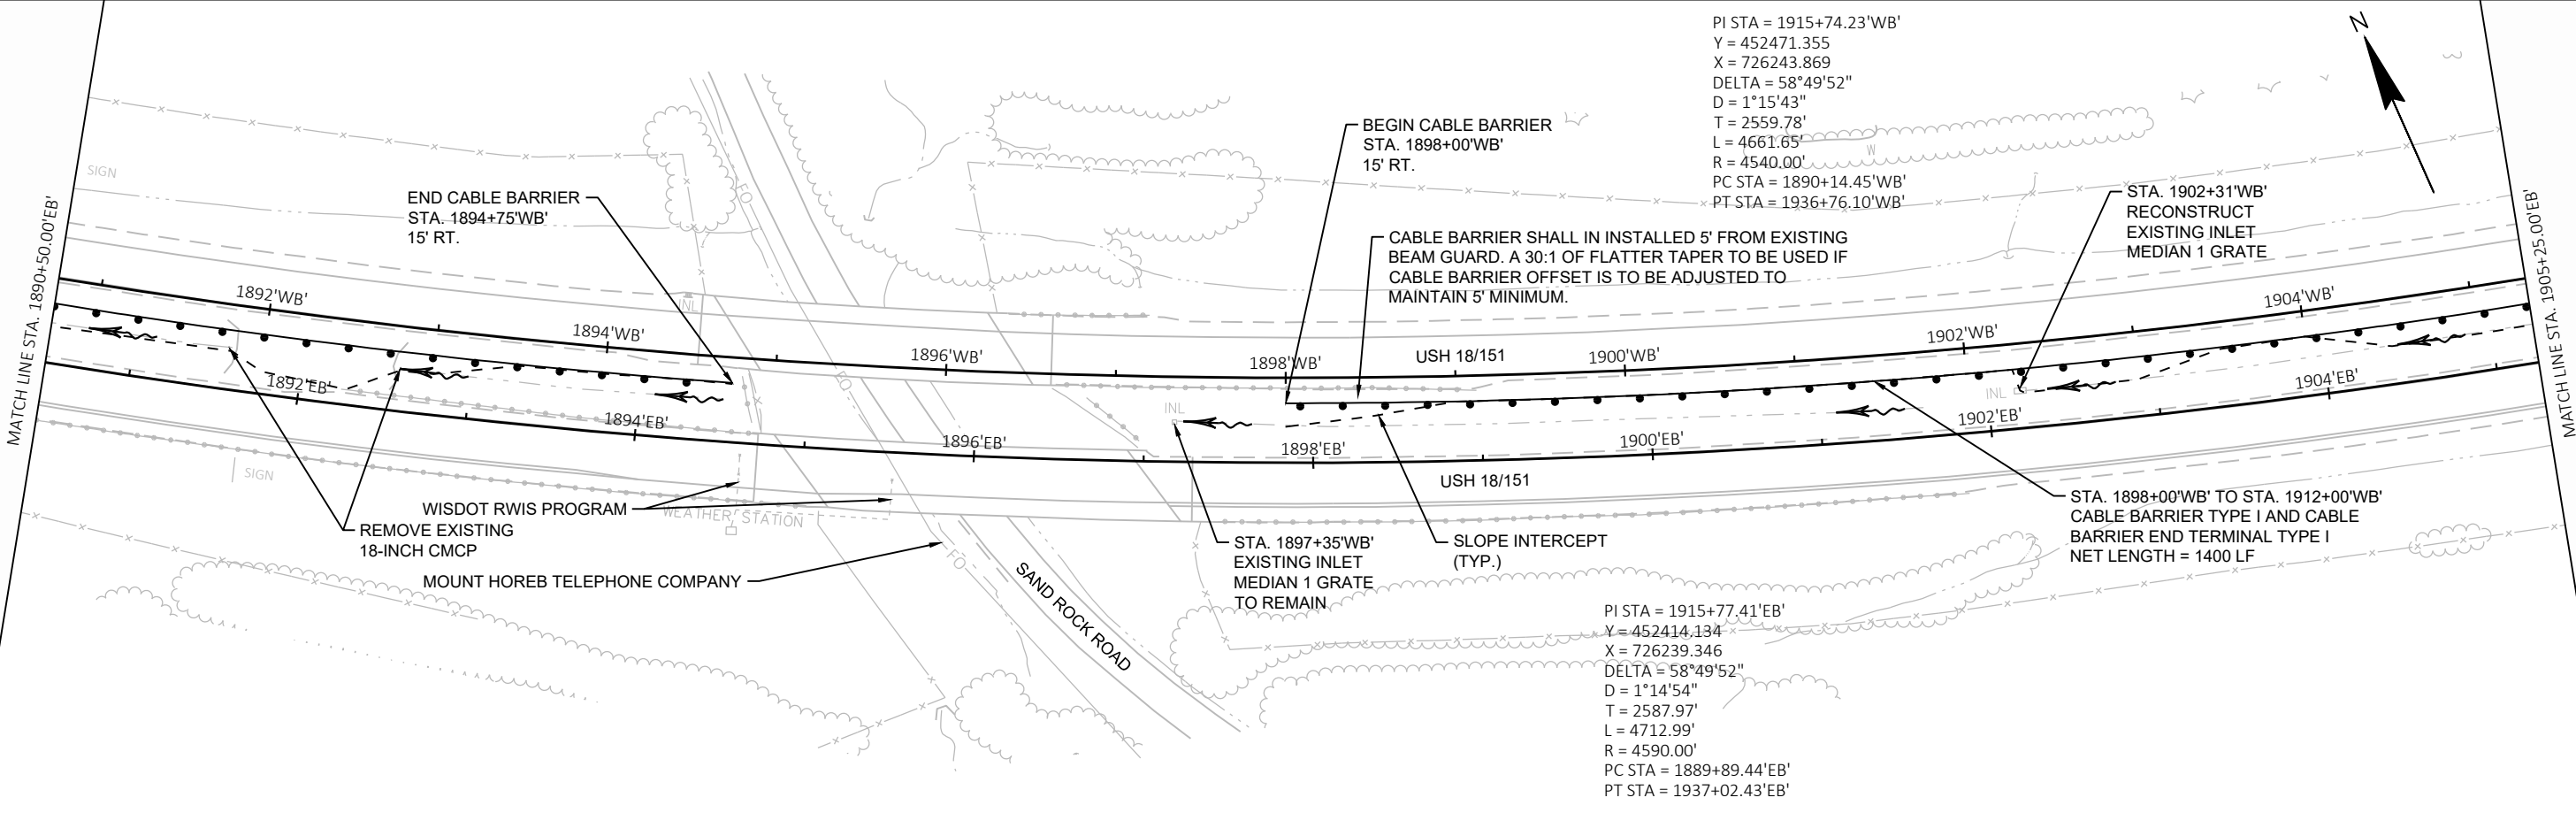 PI STA = 1915+74.23'WB'
Y = 452471.355
X = 726243.869
DELTA = 58°49'52"
D = 1°15'43"
T = 2559.78'
L = 4661.65'
R = 4540.00'
PC STA = 1890+14.45'WB'
PT STA = 1936+76.10'WB'
N
BEGIN CABLE BARRIER
STA. 1898+00'WB'
15' RT.
W
SIGN
END CABLE BARRIER
STA. 1894+75'WB'
15' RT.
FO
STA. 1902+31'WB'
RECONSTRUCT
EXISTING INLET
MEDIAN 1 GRATE
CABLE BARRIER SHALL IN INSTALLED 5' FROM EXISTING
BEAM GUARD. A 30:1 OF FLATTER TAPER TO BE USED IF
CABLE BARRIER OFFSET IS TO BE ADJUSTED TO
MAINTAIN 5' MINIMUM.
MATCH LINE STA. 1890+50.00'EB'
MATCH LINE STA. 1905+25.00'EB'
1892'WB'
INL
1894'WB'
1896'WB'
1898'WB'
USH 18/151
1900'WB'
1902'WB'
1904'WB'
1892'EB'
FO
INL
INL
1894'EB'
1896'EB'
1898'EB'
1900'EB'
1902'EB'
1904'EB'
SIGN
USH 18/151
WISDOT RWIS PROGRAM
WEATHER STATION
REMOVE EXISTING
18-INCH CMCP
MOUNT HOREB TELEPHONE COMPANY
FO
SAND ROCK ROAD
STA. 1897+35'WB'
EXISTING INLET
MEDIAN 1 GRATE
TO REMAIN
SLOPE INTERCEPT
(TYP.)
STA. 1898+00'WB' TO STA. 1912+00'WB'
CABLE BARRIER TYPE I AND CABLE
BARRIER END TERMINAL TYPE I
NET LENGTH = 1400 LF
PI STA = 1915+77.41'EB'
Y = 452414.134
X = 726239.346
DELTA = 58°49'52"
D = 1°14'54"
T = 2587.97'
L = 4712.99'
R = 4590.00'
PC STA = 1889+89.44'EB'
PT STA = 1937+02.43'EB'